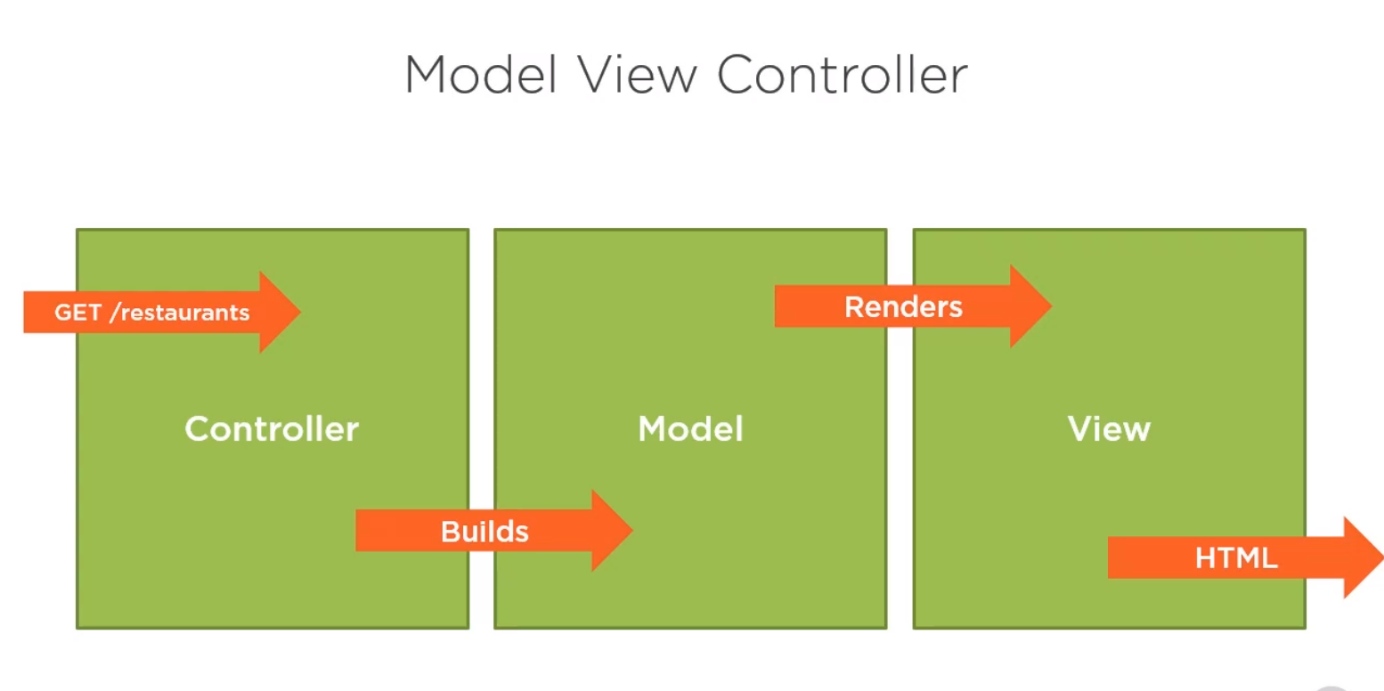 Model View Controller
GET /restaurants
Renders
Controller
Model
View
Builds
HTML